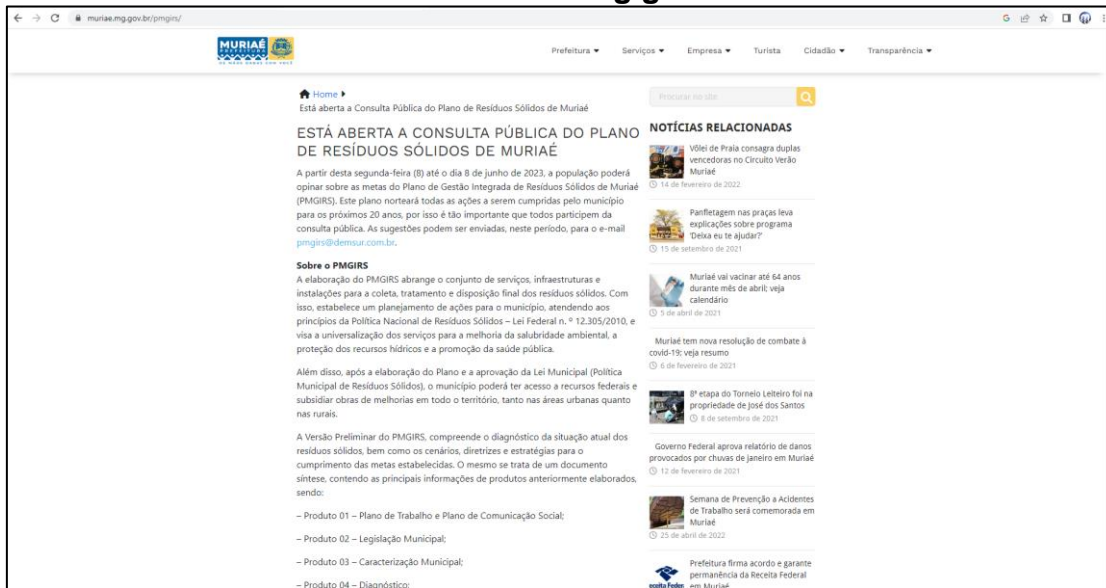 muriae.mg.gov.br/pmgirs/
MURIAÉ
PREFEITURA
Prefeitura
Serviços
Empresa
Turista
Cidadão
Transparência
Home
Está aberta a Consulta Pública do Plano de Resíduos Sólidos de Muriaé
ESTÁ ABERTA A CONSULTA PÚBLICA DO PLANO
DE RESÍDUOS SÓLIDOS DE MURIAÉ
A partir desta segunda-feira (8) até o dia 8 de junho de 2023, a população poderá
opinar sobre as metas do Plano de Gestão Integrada de Resíduos Sólidos de Muriaé
(PMGIRS). Este plano norteará todas as ações a serem cumpridas pelo município
para os próximos 20 anos, por isso é tão importante que todos participem da
consulta pública. As sugestões podem ser enviadas, neste período, para o e-mail
pmgirs@demsur.com.br.
Sobre o PMGIRS
A elaboração do PMGIRS abrange o conjunto de serviços, infraestruturas e
instalações para a coleta, tratamento e disposição final dos resíduos sólidos. Com
isso, estabelece um planejamento de ações para o município, atendendo aos
princípios da Política Nacional de Resíduos Sólidos – Lei Federal n. º 12.305/2010, e
visa a universalização dos serviços para a melhoria da salubridade ambiental, a
proteção dos recursos hídricos e a promoção da saúde pública.
Além disso, após a elaboração do Plano e a aprovação da Lei Municipal (Política
Municipal de Resíduos Sólidos), o município poderá ter acesso a recursos federais e
subsidiar obras de melhorias em todo o território, tanto nas áreas urbanas quanto
nas rurais.
A Versão Preliminar do PMGIRS, compreende o diagnóstico da situação atual dos
resíduos sólidos, bem como os cenários, diretrizes e estratégias para o
cumprimento das metas estabelecidas. O mesmo se trata de um documento
síntese, contendo as principais informações de produtos anteriormente elaborados,
sendo:
– Produto 01 – Plano de Trabalho e Plano de Comunicação Social;
– Produto 02 – Legislação Municipal;
– Produto 03 – Caracterização Municipal;
– Produto 04 – Diagnóstico;
Procurar no site
NOTÍCIAS RELACIONADAS
Vôlei de Praia consagra duplas
vencedoras no Circuito Verão
Muriaé
14 de fevereiro de 2022
Panfletagem nas praças leva
explicações sobre programa
'Deixa eu te ajudar?'
15 de setembro de 2021
Muriaé vai vacinar até 64 anos
durante mês de abril; veja
calendário
5 de abril de 2021
Muriaé tem nova resolução de combate à
covid-19; veja resumo
6 de fevereiro de 2021
8ª etapa do Torneio Leiteiro foi na
propriedade de José dos Santos
8 de setembro de 2021
Governo Federal aprova relatório de danos
provocados por chuvas de janeiro em Muriaé
12 de fevereiro de 2021
Semana de Prevenção a Acidentes
de Trabalho será comemorada em
Muriaé
25 de abril de 2022
Prefeitura firma acordo e garante
permanência da Receita Federal
em Muriaé